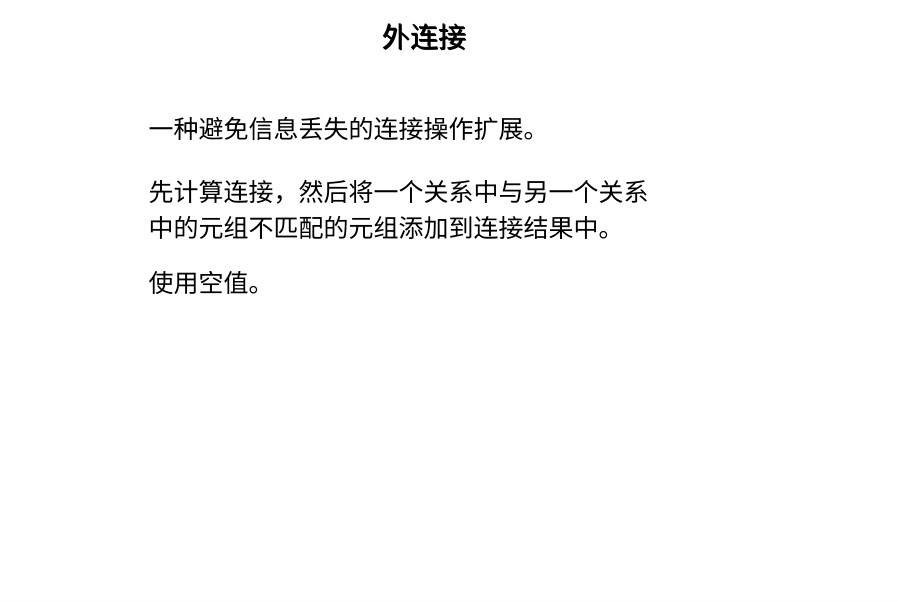 外连接
一种避免信息丢失的连接操作扩展。
先计算连接，然后将一个关系中与另一个关系
中的元组不匹配的元组添加到连接结果中。
使用空值。